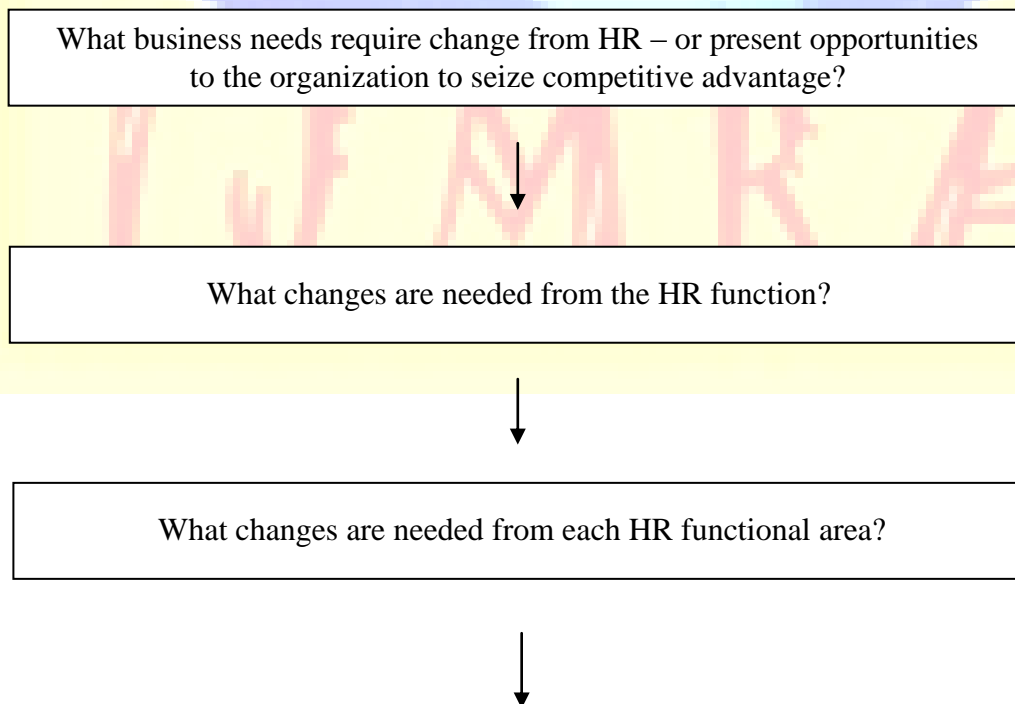 What business needs require change from HR – or present opportunities
to the organization to seize competitive advantage?
IJMRA
What changes are needed from the HR function?
What changes are needed from each HR functional area?